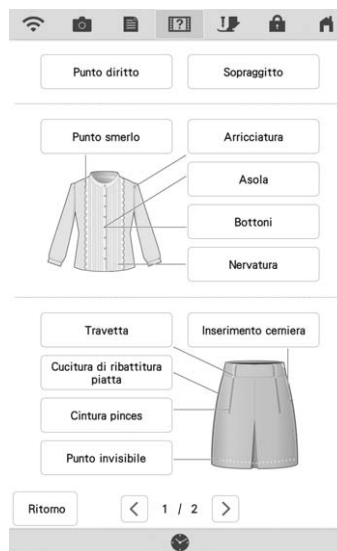 Punto diritto
Sopraggitto
Punto smerlo
Arricciatura
Asola
Bottoni
Nervatura
Travetta
Inserimento cerniera
Cucitura di ribattitura
piatta
Cintura pinces
Punto invisibile
Ritorno
1 / 2